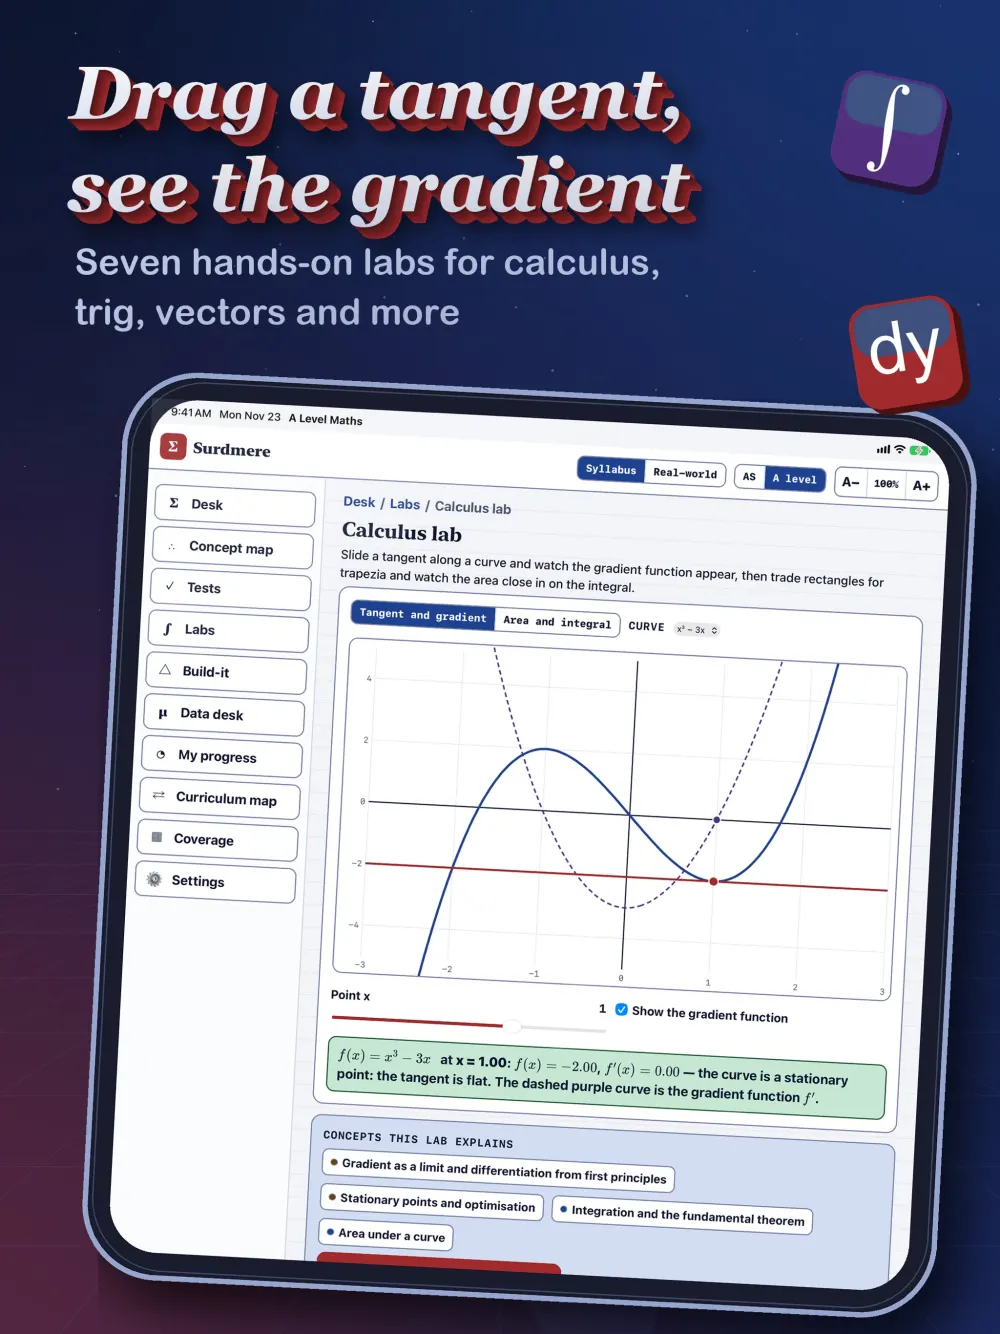 Drag a tangent,
see the gradient
Seven hands-on labs for calculus,
trig, vectors and more
∫
dy
9:41 AM Mon Nov 23 A Level Maths
Σ Surdmere
Syllabus Real-world AS A level A− 100% A+
Σ Desk
∴ Concept map
✓ Tests
∫ Labs
△ Build-it
μ Data desk
My progress
⇄ Curriculum map
Coverage
Settings
Desk / Labs / Calculus lab
Calculus lab
Slide a tangent along a curve and watch the gradient function appear, then trade rectangles for
trapezia and watch the area close in on the integral.
Tangent and gradient Area and integral CURVE x³ − 3x
4
2
0
−2
−4
−3 −2 −1 0 1 2 3
Point x 1 Show the gradient function
f(x) = x³ − 3x at x = 1.00: f(x) = −2.00, f′(x) = 0.00 — the curve is a stationary
point: the tangent is flat. The dashed purple curve is the gradient function f′.
CONCEPTS THIS LAB EXPLAINS
Gradient as a limit and differentiation from first principles
Stationary points and optimisation Integration and the fundamental theorem
Area under a curve